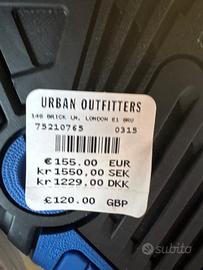 URBAN OUTFITTERS
148 BRICK LN, LONDON E1 6RU
75210765 0315
€155.00 EUR
kr1550.00 SEK
kr1229.00 DKK
£120.00 GBP
subito